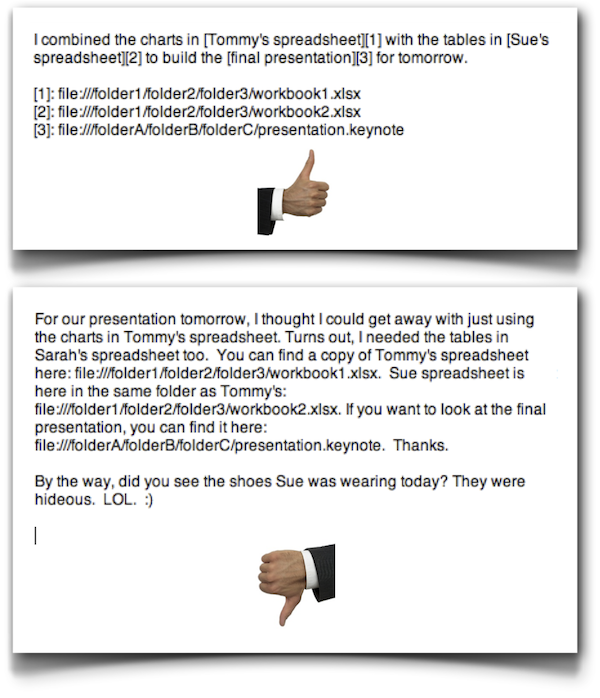 I combined the charts in [Tommy's spreadsheet][1] with the tables in [Sue's
spreadsheet][2] to build the [final presentation][3] for tomorrow.
[1]: file:///folder1/folder2/folder3/workbook1.xlsx
[2]: file:///folder1/folder2/folder3/workbook2.xlsx
[3]: file:///folderA/folderB/folderC/presentation.keynote
For our presentation tomorrow, I thought I could get away with just using
the charts in Tommy's spreadsheet. Turns out, I needed the tables in
Sarah's spreadsheet too.  You can find a copy of Tommy's spreadsheet
here: file:///folder1/folder2/folder3/workbook1.xlsx.  Sue spreadsheet is
here in the same folder as Tommy's:
file:///folder1/folder2/folder3/workbook2.xlsx. If you want to look at the final
presentation, you can find it here:
file:///folderA/folderB/folderC/presentation.keynote.  Thanks.
By the way, did you see the shoes Sue was wearing today? They were
hideous.  LOL.  :)